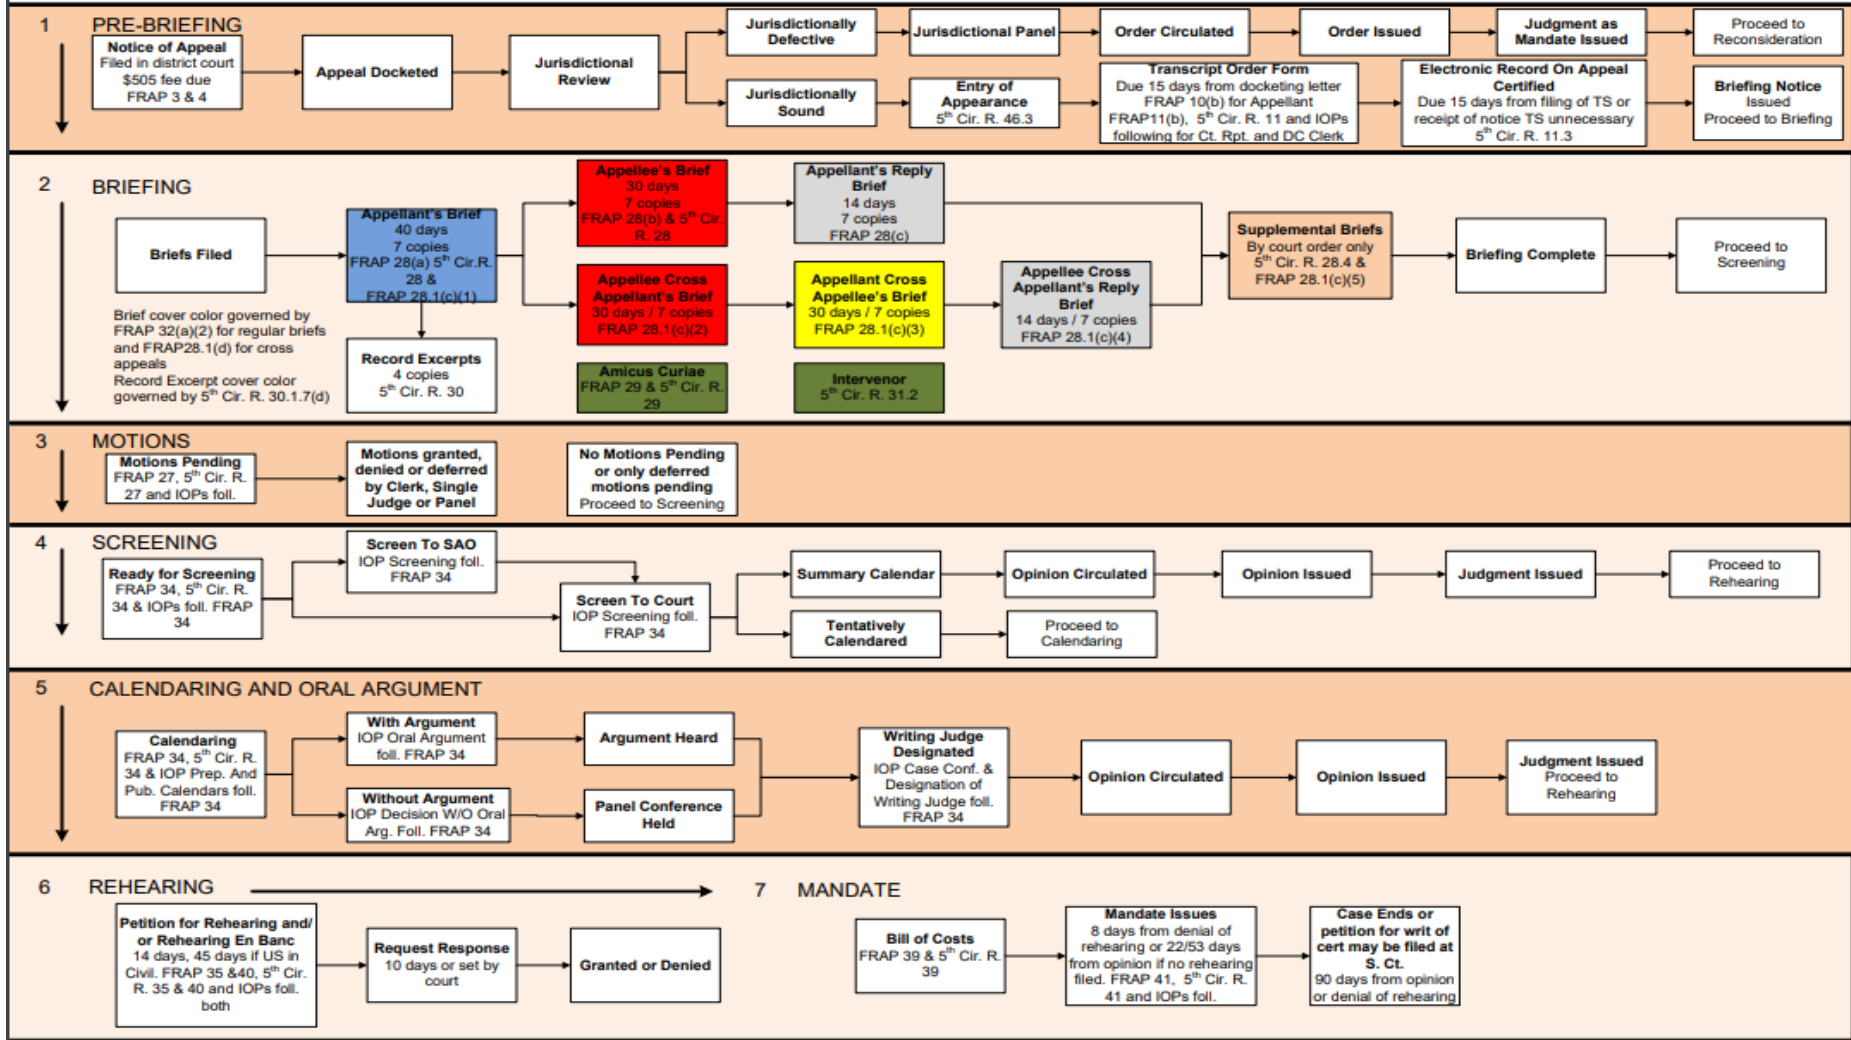 1 PRE-BRIEFING
Notice of Appeal
Filed in district court
$505 fee due
FRAP 3 & 4
Appeal Docketed
Jurisdictional
Review
Jurisdictionally
Defective
Jurisdictional Panel
Order Circulated
Order Issued
Judgment as
Mandate Issued
Proceed to
Reconsideration
Jurisdictionally
Sound
Entry of
Appearance
5th Cir. R. 46.3
Transcript Order Form
Due 15 days from docketing letter
FRAP 10(b) for Appellant
FRAP11(b), 5th Cir. R. 11 and IOPs
following for Ct. Rpt. and DC Clerk
Electronic Record On Appeal
Certified
Due 15 days from filing of TS or
receipt of notice TS unnecessary
5th Cir. R. 11.3
Briefing Notice
Issued
Proceed to Briefing
2 BRIEFING
Briefs Filed
Appellant's Brief
40 days
7 copies
FRAP 28(a) 5th Cir.R.
28 &
FRAP 28.1(c)(1)
Appellee's Brief
30 days
7 copies
FRAP 28(b) & 5th Cir.
R. 28
Appellant's Reply
Brief
14 days
7 copies
FRAP 28(c)
Appellee Cross
Appellant's Brief
30 days / 7 copies
FRAP 28.1(c)(2)
Appellant Cross
Appellee's Brief
30 days / 7 copies
FRAP 28.1(c)(3)
Appellee Cross
Appellant's Reply
Brief
14 days / 7 copies
FRAP 28.1(c)(4)
Supplemental Briefs
By court order only
5th Cir. R. 28.4 &
FRAP 28.1(c)(5)
Briefing Complete
Proceed to
Screening
Brief cover color governed by
FRAP 32(a)(2) for regular briefs
and FRAP28.1(d) for cross
appeals
Record Excerpt cover color
governed by 5th Cir. R. 30.1.7(d)
Record Excerpts
4 copies
5th Cir. R. 30
Amicus Curiae
FRAP 29 & 5th Cir. R.
29
Intervenor
5th Cir. R. 31.2
3 MOTIONS
Motions Pending
FRAP 27, 5th Cir. R.
27 and IOPs foll.
Motions granted,
denied or deferred
by Clerk, Single
Judge or Panel
No Motions Pending
or only deferred
motions pending
Proceed to Screening
4 SCREENING
Ready for Screening
FRAP 34, 5th Cir. R.
34 & IOPs foll. FRAP
34
Screen To SAO
IOP Screening foll.
FRAP 34
Screen To Court
IOP Screening foll.
FRAP 34
Summary Calendar
Opinion Circulated
Opinion Issued
Judgment Issued
Proceed to
Rehearing
Tentatively
Calendared
Proceed to
Calendaring
5 CALENDARING AND ORAL ARGUMENT
Calendaring
FRAP 34, 5th Cir. R.
34 & IOP Prep. And
Pub. Calendars foll.
FRAP 34
With Argument
IOP Oral Argument
foll. FRAP 34
Argument Heard
Without Argument
IOP Decision W/O Oral
Arg. Foll. FRAP 34
Panel Conference
Held
Writing Judge
Designated
IOP Case Conf. &
Designation of
Writing Judge foll.
FRAP 34
Opinion Circulated
Opinion Issued
Judgment Issued
Proceed to
Rehearing
6 REHEARING
Petition for Rehearing and/
or Rehearing En Banc
14 days, 45 days if US in
Civil. FRAP 35 &40, 5th Cir.
R. 35 & 40 and IOPs foll.
both
Request Response
10 days or set by
court
Granted or Denied
7 MANDATE
Bill of Costs
FRAP 39 & 5th Cir. R.
39
Mandate Issues
8 days from denial of
rehearing or 22/53 days
from opinion if no rehearing
filed. FRAP 41, 5th Cir. R.
41 and IOPs foll.
Case Ends or
petition for writ of
cert may be filed at
S. Ct.
90 days from opinion
or denial of rehearing